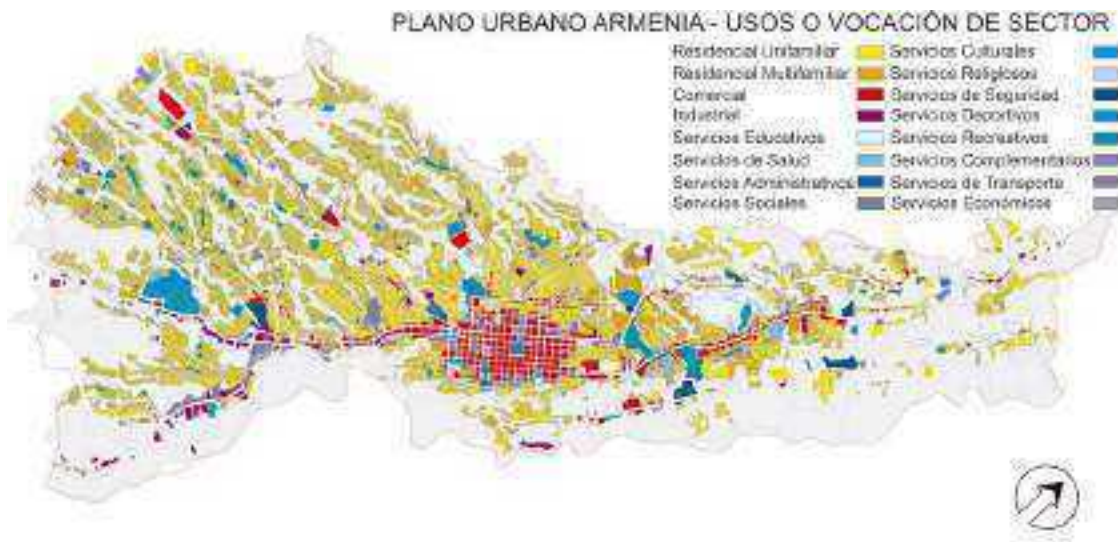 PLANO URBANO ARMENIA - USOS O VOCACIÓN DE SECTOR
Residencial Unifamiliar
Residencial Multifamiliar
Comercial
Industrial
Servicios Educativos
Servicios de Salud
Servicios Administrativos
Servicios Sociales
Servicios Culturales
Servicios Religiosos
Servicios de Seguridad
Servicios Deportivos
Servicios Recreativos
Servicios Complementarios
Servicios de Transporte
Servicios Económicos